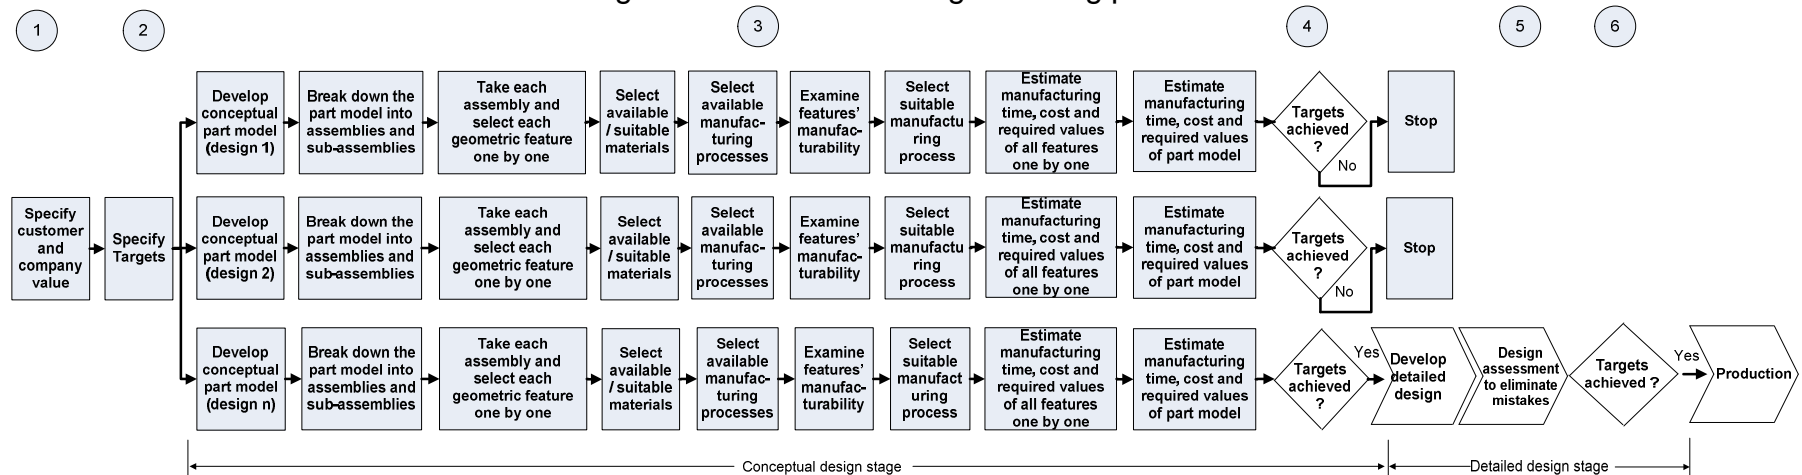 1
2
3
4
5
6
Specify
customer
and
company
value
Specify
Targets
Develop
conceptual
part model
(design 1)
Break down the
part model into
assemblies and
sub-assemblies
Take each
assembly and
select each
geometric feature
one by one
Select
available
/ suitable
materials
Select
available
manufac-
turing
processes
Examine
features'
manufac-
turability
Select
suitable
manufactu
ring
process
Estimate
manufacturing
time, cost and
required values
of all features
one by one
Estimate
manufacturing
time, cost and
required values
of part model
Targets
achieved
?
No
Stop
Develop
conceptual
part model
(design 2)
Break down the
part model into
assemblies and
sub-assemblies
Take each
assembly and
select each
geometric feature
one by one
Select
available
/ suitable
materials
Select
available
manufac-
turing
processes
Examine
features'
manufac-
turability
Select
suitable
manufactu
ring
process
Estimate
manufacturing
time, cost and
required values
of all features
one by one
Estimate
manufacturing
time, cost and
required values
of part model
Targets
achieved
?
No
Stop
Develop
conceptual
part model
(design n)
Break down the
part model into
assemblies and
sub-assemblies
Take each
assembly and
select each
geometric feature
one by one
Select
available
/ suitable
materials
Select
available
manufac-
turing
processes
Examine
features'
manufac-
turability
Select
suitable
manufact
uring
process
Estimate
manufacturing
time, cost and
required values
of all features
one by one
Estimate
manufacturing
time, cost and
required values
of part model
Targets
achieved
?
Yes
Develop
detailed
design
Design
assessment
to eliminate
mistakes
Targets
achieved ?
Yes
Production
Conceptual design stage
Detailed design stage